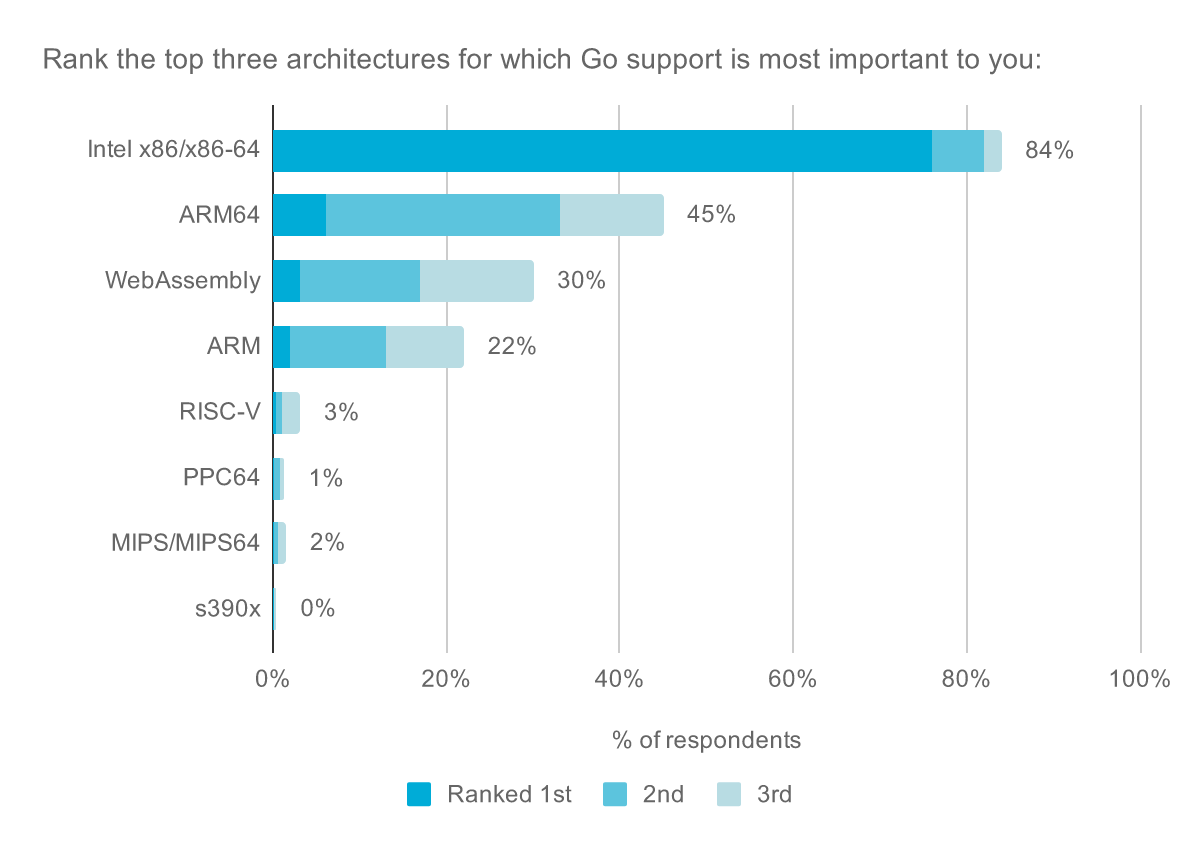 Rank the top three architectures for which Go support is most important to you:
Intel x86/x86-64 84%
ARM64 45%
WebAssembly 30%
ARM 22%
RISC-V 3%
PPC64 1%
MIPS/MIPS64 2%
s390x 0%
0% 20% 40% 60% 80% 100%
% of respondents
Ranked 1st 2nd 3rd